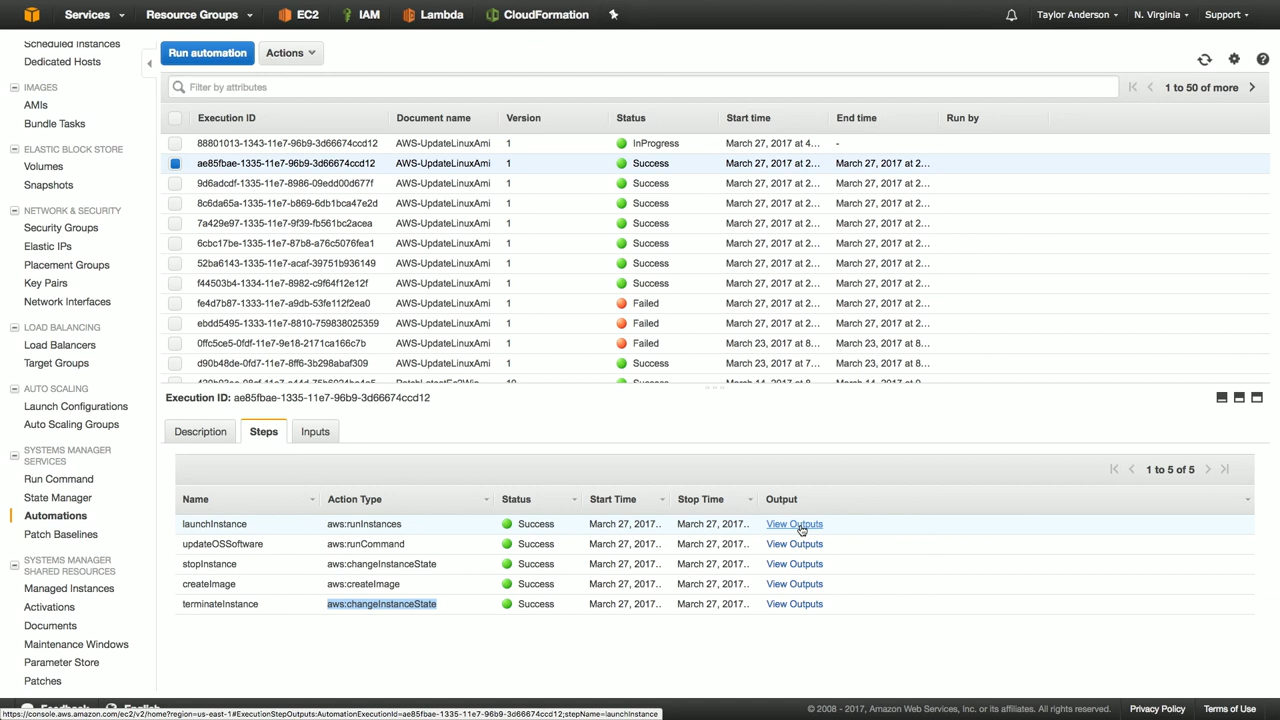 Services Resource Groups EC2 IAM Lambda CloudFormation Taylor Anderson N. Virginia Support
Scheduled Instances
Dedicated Hosts
IMAGES
AMIs
Bundle Tasks
ELASTIC BLOCK STORE
Volumes
Snapshots
NETWORK & SECURITY
Security Groups
Elastic IPs
Placement Groups
Key Pairs
Network Interfaces
LOAD BALANCING
Load Balancers
Target Groups
AUTO SCALING
Launch Configurations
Auto Scaling Groups
SYSTEMS MANAGER
SERVICES
Run Command
State Manager
Automations
Patch Baselines
SYSTEMS MANAGER
SHARED RESOURCES
Managed Instances
Activations
Documents
Maintenance Windows
Parameter Store
Patches
Run automation Actions
Filter by attributes 1 to 50 of more
Execution ID Document name Version Status Start time End time Run by
88801013-1343-11e7-96b9-3d66674ccd12 AWS-UpdateLinuxAmi 1 InProgress March 27, 2017 at 4... -
ae85fbae-1335-11e7-96b9-3d66674ccd12 AWS-UpdateLinuxAmi 1 Success March 27, 2017 at 2... March 27, 2017 at 2...
9d6adcdf-1335-11e7-8986-09edd00d677f AWS-UpdateLinuxAmi 1 Success March 27, 2017 at 2... March 27, 2017 at 2...
8c6da65a-1335-11e7-b869-6db1bca47e2d AWS-UpdateLinuxAmi 1 Success March 27, 2017 at 2... March 27, 2017 at 2...
7a429e97-1335-11e7-9f39-fb561bc2acea AWS-UpdateLinuxAmi 1 Success March 27, 2017 at 2... March 27, 2017 at 2...
6cbc17be-1335-11e7-87b8-a76c5076fea1 AWS-UpdateLinuxAmi 1 Success March 27, 2017 at 2... March 27, 2017 at 2...
52ba6143-1335-11e7-acaf-39751b936149 AWS-UpdateLinuxAmi 1 Success March 27, 2017 at 2... March 27, 2017 at 2...
f44503b4-1334-11e7-8982-c9f64f12e12f AWS-UpdateLinuxAmi 1 Success March 27, 2017 at 2... March 27, 2017 at 2...
fe4d7b87-1333-11e7-a9db-53fe112f2ea0 AWS-UpdateLinuxAmi 1 Failed March 27, 2017 at 2... March 27, 2017 at 2...
ebdd5495-1333-11e7-8810-759838025359 AWS-UpdateLinuxAmi 1 Failed March 27, 2017 at 2... March 27, 2017 at 2...
0ffc5ce5-0fdf-11e7-9e18-2171ca166c7b AWS-UpdateLinuxAmi 1 Failed March 23, 2017 at 8... March 23, 2017 at 8...
d90b48de-0fd7-11e7-8ff6-3b298abaf309 AWS-UpdateLinuxAmi 1 Success March 23, 2017 at 7... March 23, 2017 at 8...
Execution ID: ae85fbae-1335-11e7-96b9-3d66674ccd12
Description Steps Inputs
1 to 5 of 5
Name Action Type Status Start Time Stop Time Output
launchInstance aws:runInstances Success March 27, 2017.. March 27, 2017.. View Outputs
updateOSSoftware aws:runCommand Success March 27, 2017.. March 27, 2017.. View Outputs
stopInstance aws:changeInstanceState Success March 27, 2017.. March 27, 2017.. View Outputs
createImage aws:createImage Success March 27, 2017.. March 27, 2017.. View Outputs
terminateInstance aws:changeInstanceState Success March 27, 2017.. March 27, 2017.. View Outputs
Feedback English © 2008 - 2017, Amazon Web Services, Inc. or its affiliates. All rights reserved. Privacy Policy Terms of Use
https://console.aws.amazon.com/ec2/v2/home?region=us-east-1#ExecutionStepOutputs:AutomationExecutionId=ae85fbae-1335-11e7-96b9-3d66674ccd12;stepName=launchInstance